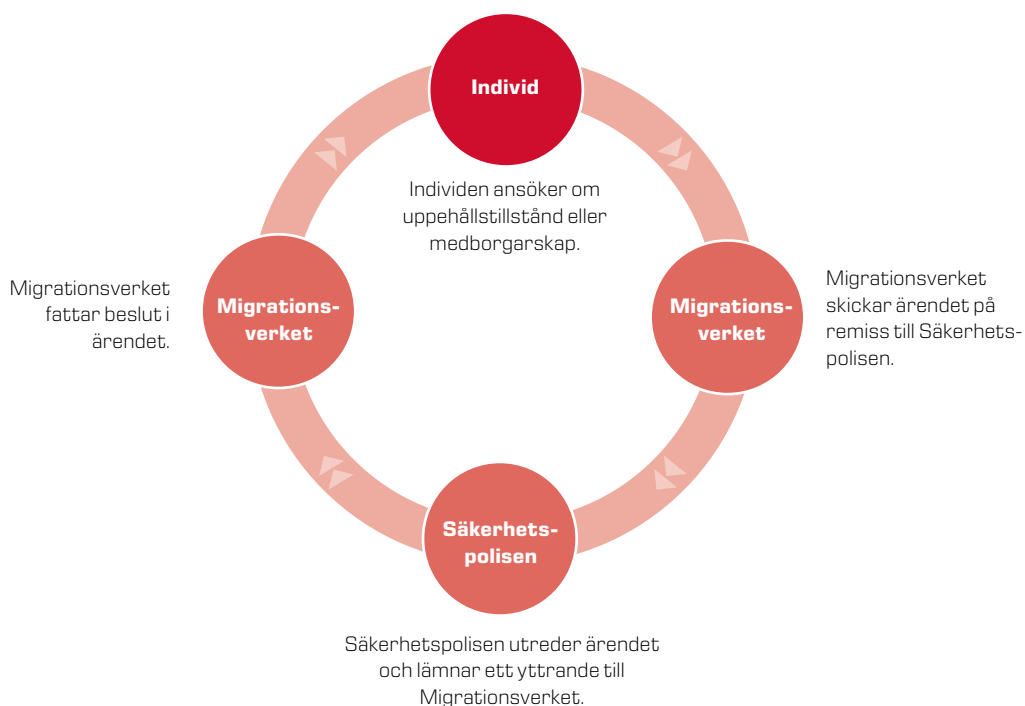 Individ
Individen ansöker om
uppehållstillstånd eller
medborgarskap.
Migrations-
verket
Migrationsverket
skickar ärendet på
remiss till Säkerhets-
polisen.
Säkerhets-
polisen
Säkerhetspolisen utreder ärendet
och lämnar ett yttrande till
Migrationsverket.
Migrations-
verket
Migrationsverket
fattar beslut i
ärendet.